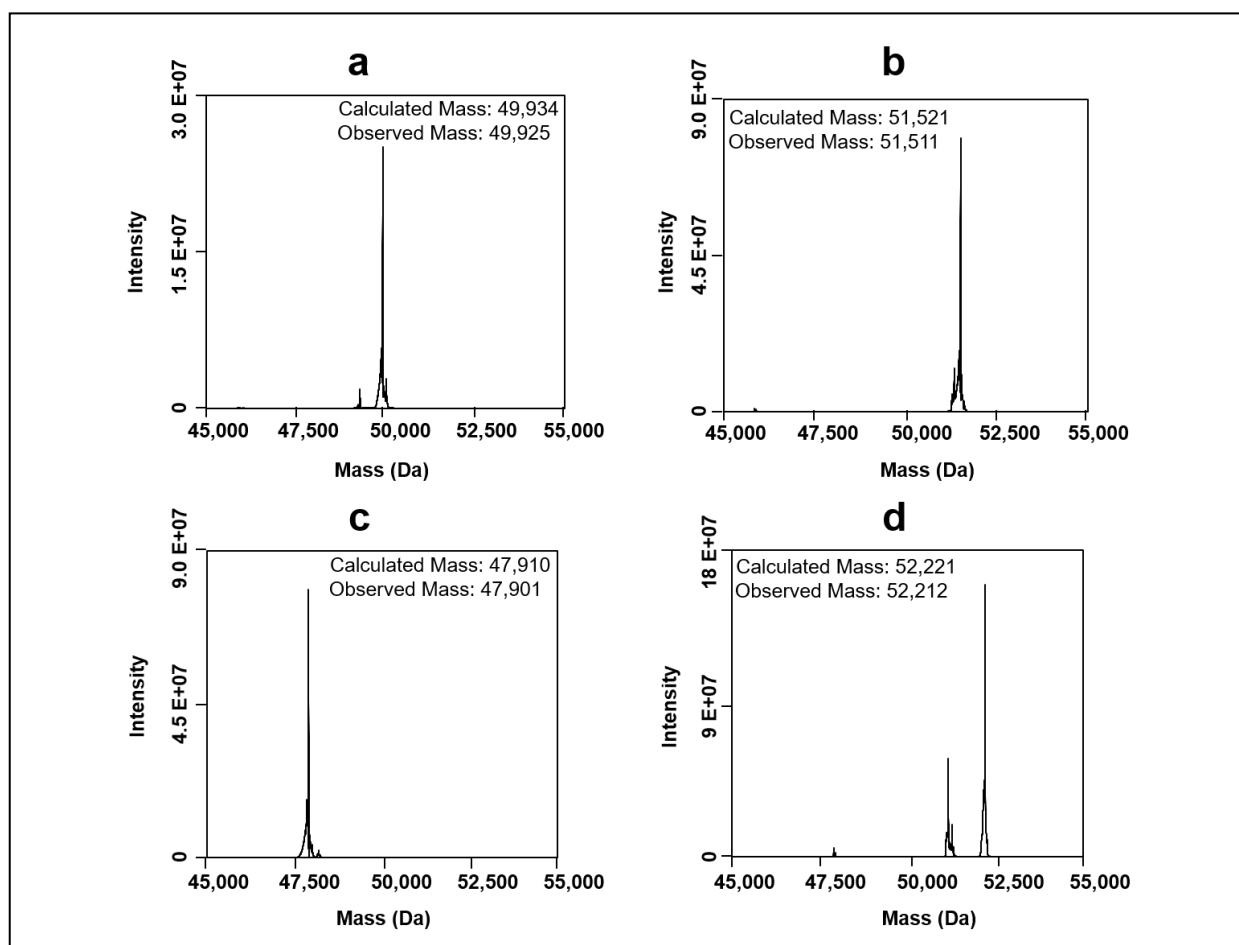 a
3.0 E+07
Calculated Mass: 49,934
Observed Mass: 49,925
Intensity
1.5 E+07
0
45,000 47,500 50,000 52,500 55,000
Mass (Da)
b
9.0 E+07
Calculated Mass: 51,521
Observed Mass: 51,511
Intensity
4.5 E+07
0
45,000 47,500 50,000 52,500 55,000
Mass (Da)
c
9.0 E+07
Calculated Mass: 47,910
Observed Mass: 47,901
Intensity
4.5 E+07
0
45,000 47,500 50,000 52,500 55,000
Mass (Da)
d
18 E+07
Calculated Mass: 52,221
Observed Mass: 52,212
Intensity
9 E+07
0
45,000 47,500 50,000 52,500 55,000
Mass (Da)